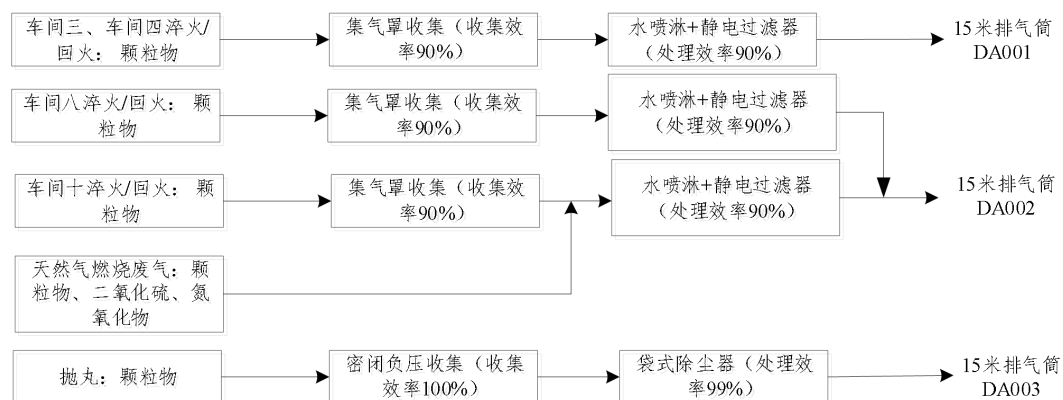 车间三、车间四淬火/
回火：颗粒物
集气罩收集（收集效
率90%）
水喷淋+静电过滤器
（处理效率90%）
15米排气筒
DA001
车间八淬火/回火：颗
粒物
集气罩收集（收集效
率90%）
水喷淋+静电过滤器
（处理效率90%）
车间十淬火/回火：颗
粒物
集气罩收集（收集效
率90%）
水喷淋+静电过滤器
（处理效率90%）
15米排气筒
DA002
天然气燃烧废气：颗
粒物、二氧化硫、氮
氧化物
抛丸：颗粒物
密闭负压收集（收集
效率100%）
袋式除尘器（处理效
率99%）
15米排气筒
DA003